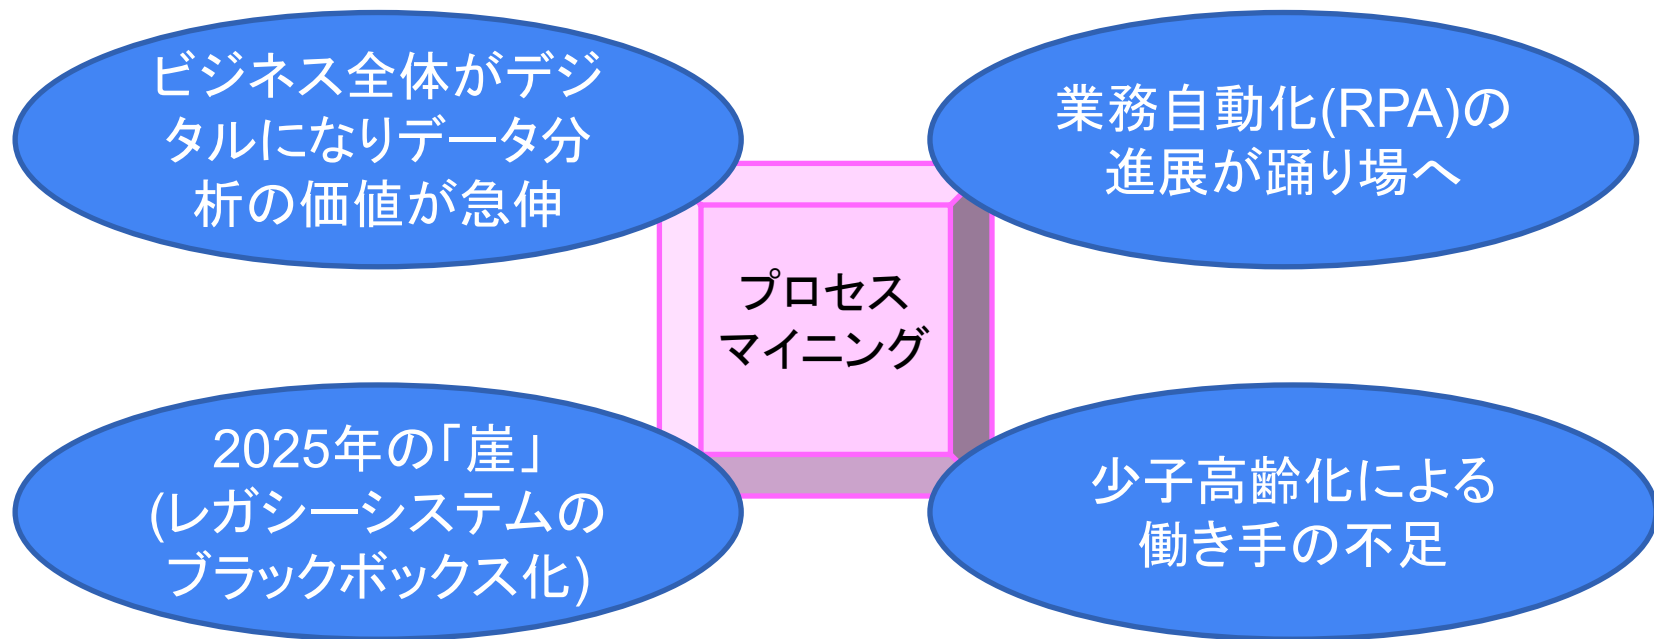 ビジネス全体がデジ
タルになりデータ分
析の価値が急伸
業務自動化(RPA)の
進展が踊り場へ
プロセス
マイニング
2025年の「崖」
(レガシーシステムの
ブラックボックス化)
少子高齢化による
働き手の不足